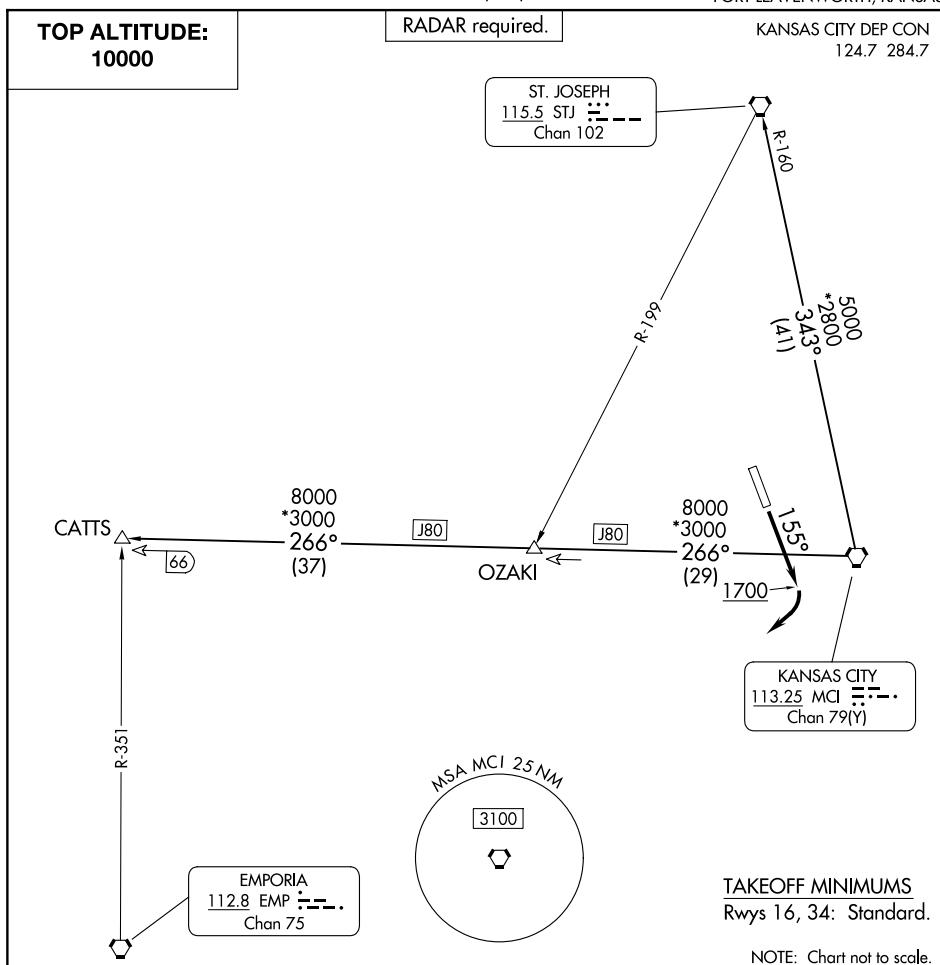 TOP ALTITUDE:
10000
RADAR required.
KANSAS CITY DEP CON
124.7 284.7
ST. JOSEPH
115.5 STJ
Chan 102
R-160
R-199
5000
*2800
343°
(41)
CATTS
66
8000
*3000
266°
(37)
J80
OZAKI
J80
8000
*3000
266°
(29)
155°
1700
KANSAS CITY
113.25 MCI
Chan 79(Y)
R-351
MSA MCI 25 NM
3100
EMPORIA
112.8 EMP
Chan 75
TAKEOFF MINIMUMS
Rwys 16, 34: Standard.
NOTE: Chart not to scale.